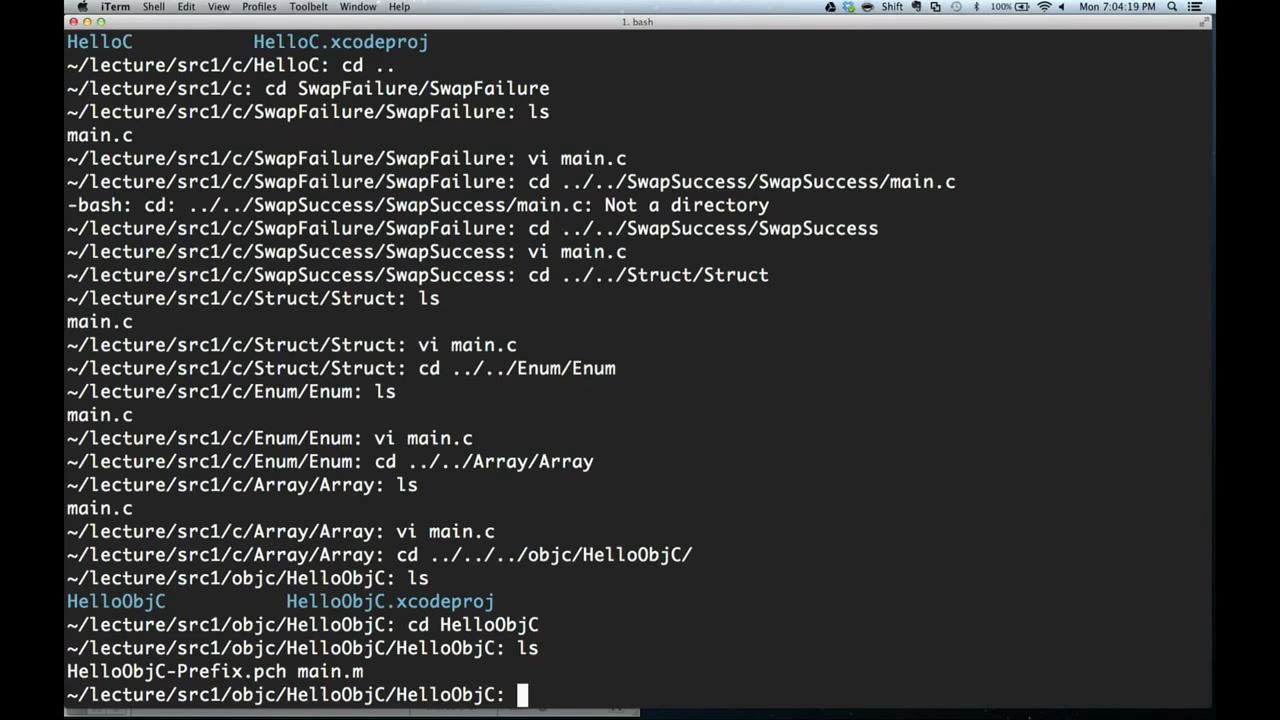 iTerm Shell Edit View Profiles Toolbelt Window Help Shift 100% Mon 7:04:19 PM
1. bash
HelloC HelloC.xcodeproj
~/lecture/src1/c/HelloC: cd ..
~/lecture/src1/c: cd SwapFailure/SwapFailure
~/lecture/src1/c/SwapFailure/SwapFailure: ls
main.c
~/lecture/src1/c/SwapFailure/SwapFailure: vi main.c
~/lecture/src1/c/SwapFailure/SwapFailure: cd ../../SwapSuccess/SwapSuccess/main.c
-bash: cd: ../../SwapSuccess/SwapSuccess/main.c: Not a directory
~/lecture/src1/c/SwapFailure/SwapFailure: cd ../../SwapSuccess/SwapSuccess
~/lecture/src1/c/SwapSuccess/SwapSuccess: vi main.c
~/lecture/src1/c/SwapSuccess/SwapSuccess: cd ../../Struct/Struct
~/lecture/src1/c/Struct/Struct: ls
main.c
~/lecture/src1/c/Struct/Struct: vi main.c
~/lecture/src1/c/Struct/Struct: cd ../../Enum/Enum
~/lecture/src1/c/Enum/Enum: ls
main.c
~/lecture/src1/c/Enum/Enum: vi main.c
~/lecture/src1/c/Enum/Enum: cd ../../Array/Array
~/lecture/src1/c/Array/Array: ls
main.c
~/lecture/src1/c/Array/Array: vi main.c
~/lecture/src1/c/Array/Array: cd ../../../objc/HelloObjC/
~/lecture/src1/objc/HelloObjC: ls
HelloObjC HelloObjC.xcodeproj
~/lecture/src1/objc/HelloObjC: cd HelloObjC
~/lecture/src1/objc/HelloObjC/HelloObjC: ls
HelloObjC-Prefix.pch main.m
~/lecture/src1/objc/HelloObjC/HelloObjC: